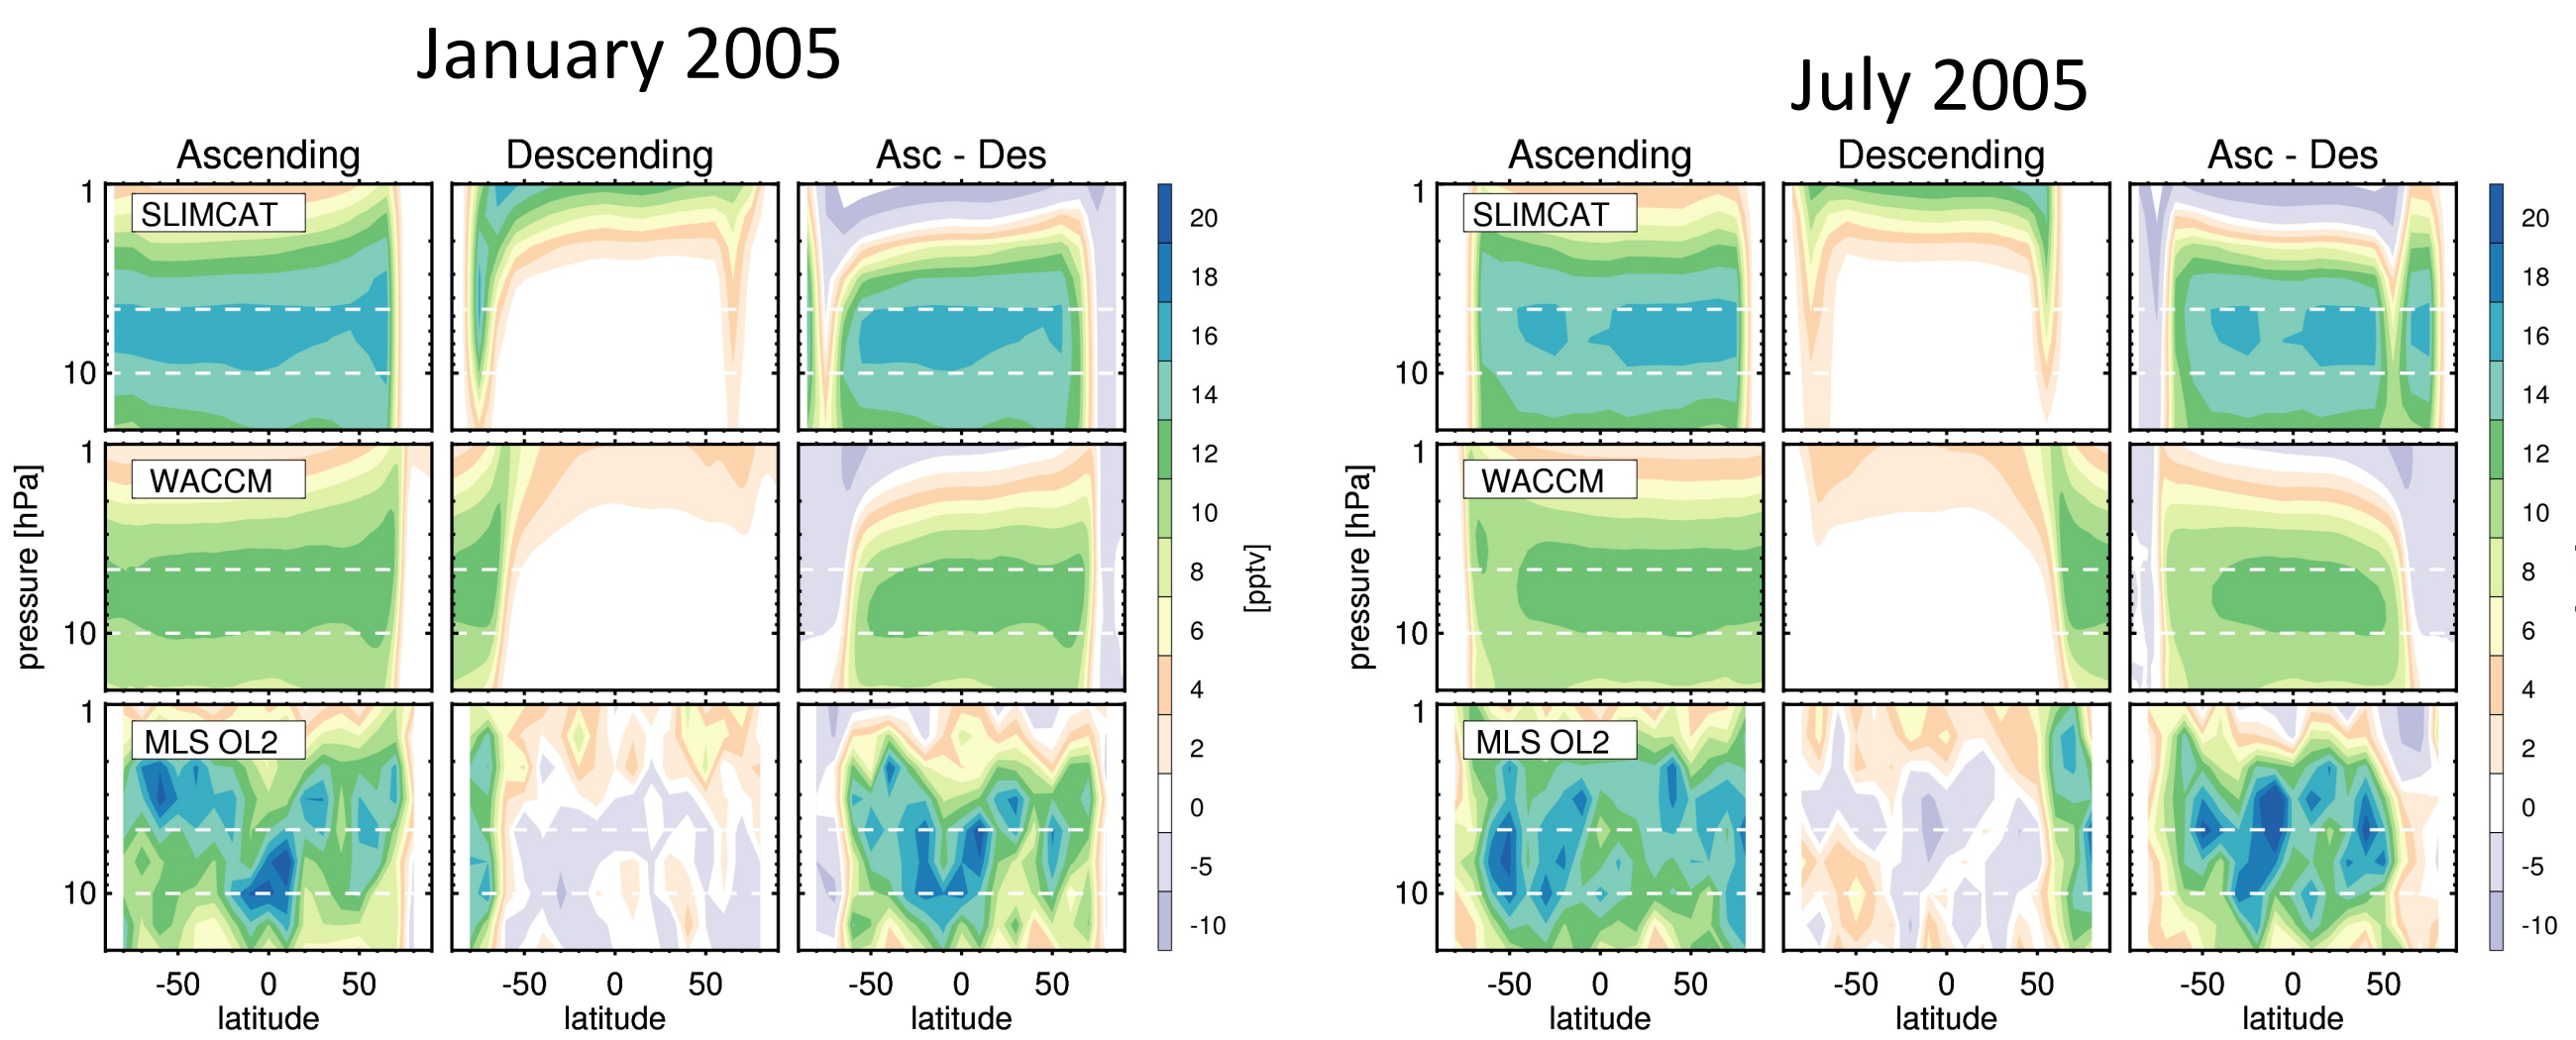 January 2005
July 2005
Ascending Descending Asc - Des
Ascending Descending Asc - Des
1 SLIMCAT
10
1 WACCM
10
1 MLS OL2
10
pressure [hPa]
-50 0 50 -50 0 50 -50 0 50
latitude latitude latitude
20
18
16
14
12
10
8
6
4
2
0
-5
-10
[pptv]
1 SLIMCAT
10
1 WACCM
10
1 MLS OL2
10
pressure [hPa]
-50 0 50 -50 0 50 -50 0 50
latitude latitude latitude
20
18
16
14
12
10
8
6
4
2
0
-5
-10